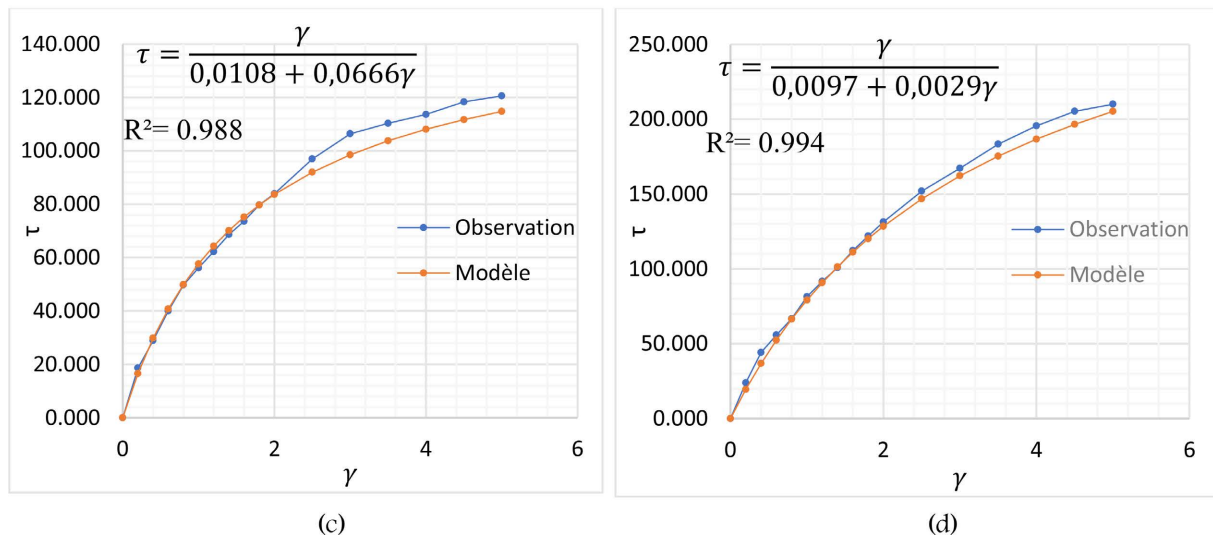 140.000
120.000
100.000
80.000
60.000
40.000
20.000
0.000
τ
τ = γ / 0,0108 + 0,0666γ
R²= 0.988
Observation
Modèle
0 2 4 6
γ
(c)
250.000
200.000
150.000
100.000
50.000
0.000
τ
τ = γ / 0,0097 + 0,0029γ
R²= 0.994
Observation
Modèle
0 2 4 6
γ
(d)